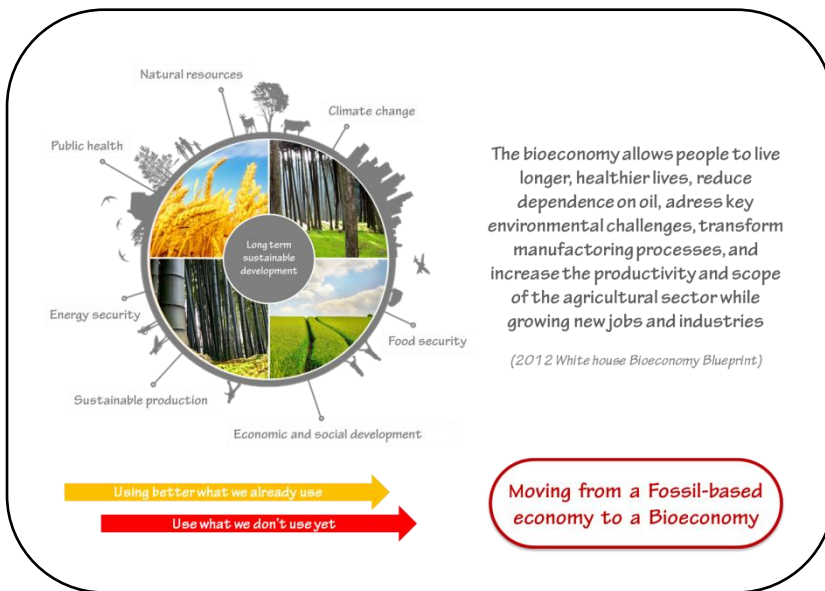 Natural resources
Climate change
Public health
Long term
sustainable
development
Energy security
Food security
Sustainable production
Economic and social development
The bioeconomy allows people to live
longer, healthier lives, reduce
dependence on oil, adress key
environmental challenges, transform
manufactoring processes, and
increase the productivity and scope
of the agricultural sector while
growing new jobs and industries
(2012 White house Bioeconomy Blueprint)
Using better what we already use
Use what we don't use yet
Moving from a Fossil-based
economy to a Bioeconomy